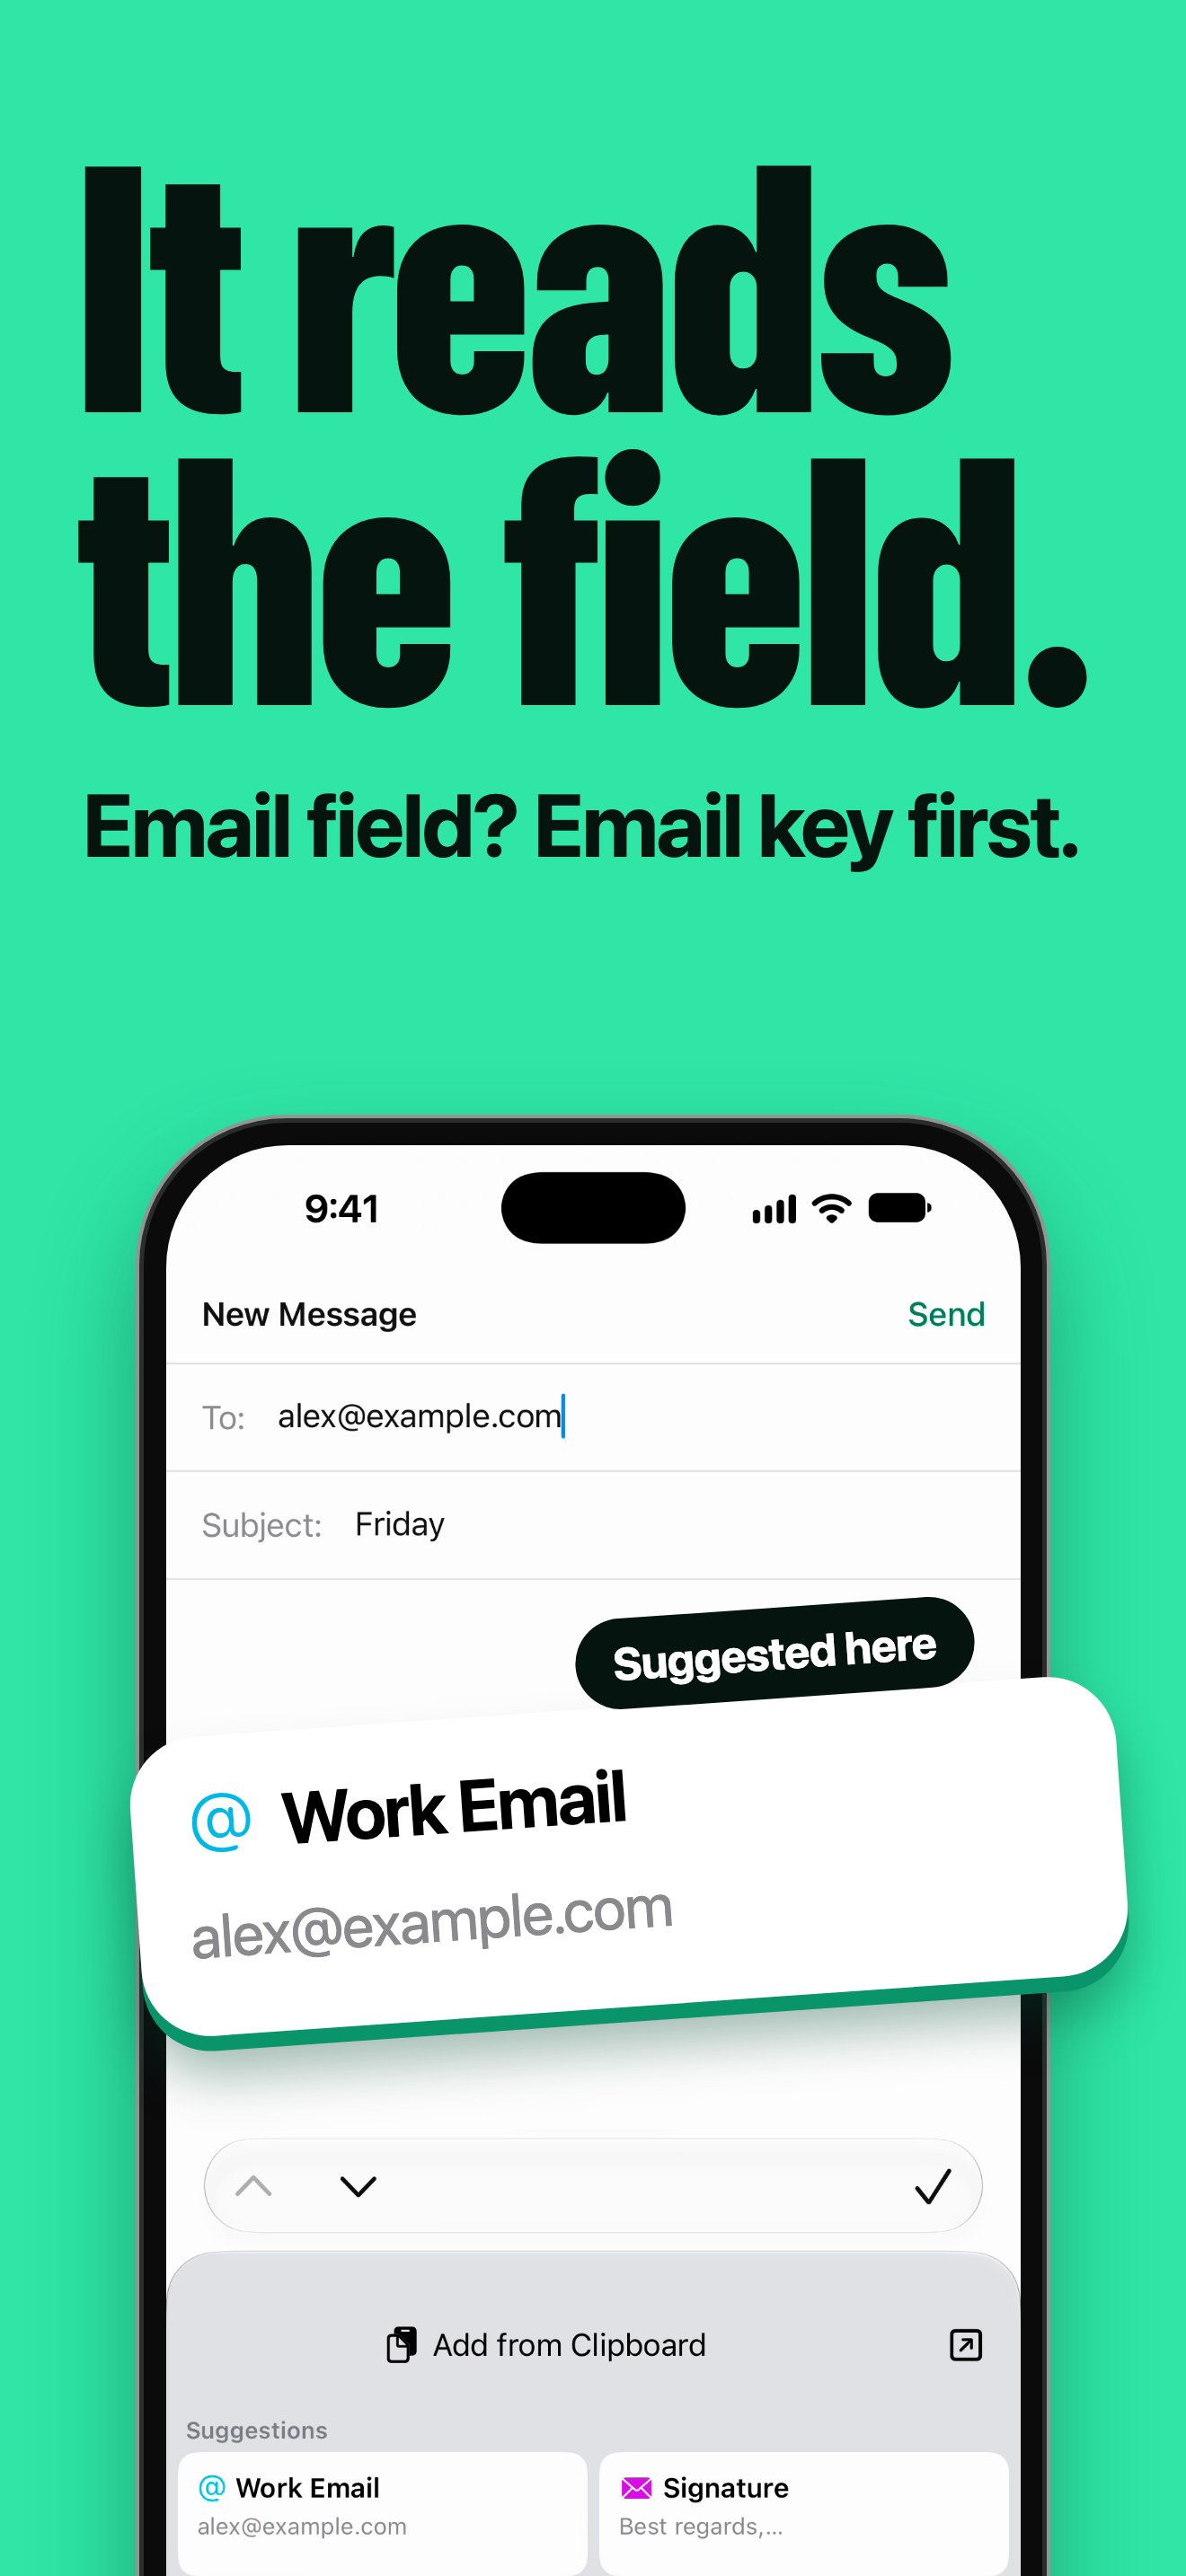 It reads
the field.
Email field? Email key first.
9:41
New Message Send
To: alex@example.com
Subject: Friday
Suggested here
@ Work Email
alex@example.com
Add from Clipboard
Suggestions
@ Work Email
alex@example.com
Signature
Best regards,...